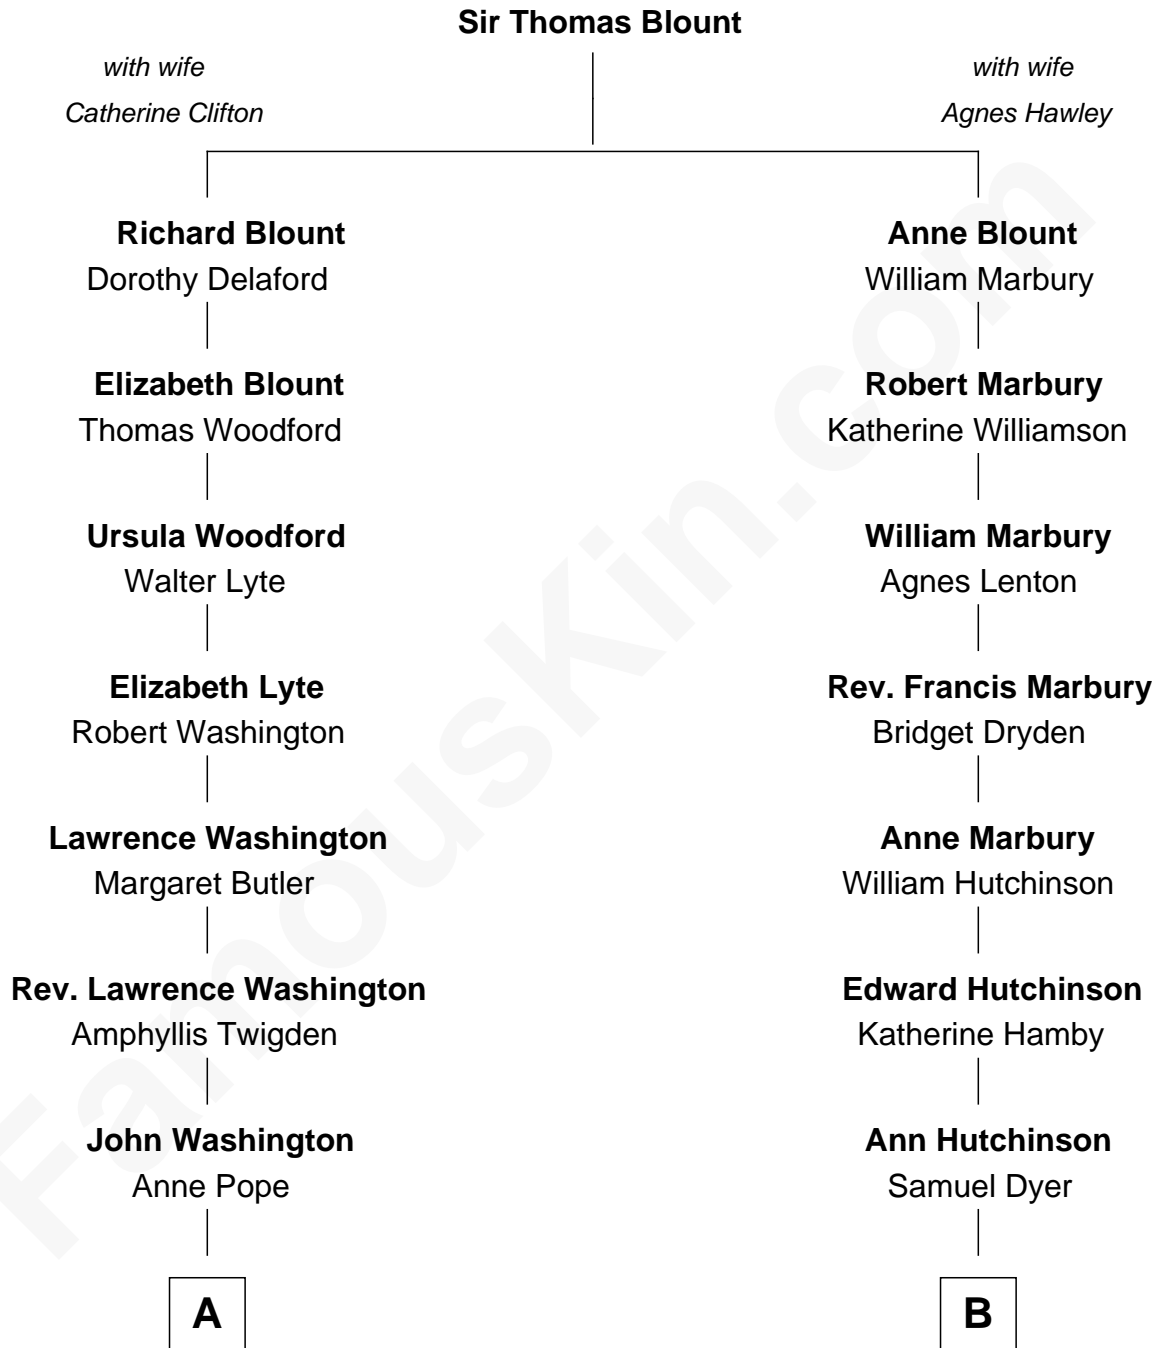 Sir Thomas Blount
with wife
Catherine Clifton
with wife
Agnes Hawley
Richard Blount
Dorothy Delaford
Anne Blount
William Marbury
Elizabeth Blount
Thomas Woodford
Robert Marbury
Katherine Williamson
Ursula Woodford
Walter Lyte
William Marbury
Agnes Lenton
Elizabeth Lyte
Robert Washington
Rev. Francis Marbury
Bridget Dryden
Lawrence Washington
Margaret Butler
Anne Marbury
William Hutchinson
Rev. Lawrence Washington
Amphyllis Twigden
Edward Hutchinson
Katherine Hamby
John Washington
Anne Pope
Ann Hutchinson
Samuel Dyer
A
B
FamousKin.com